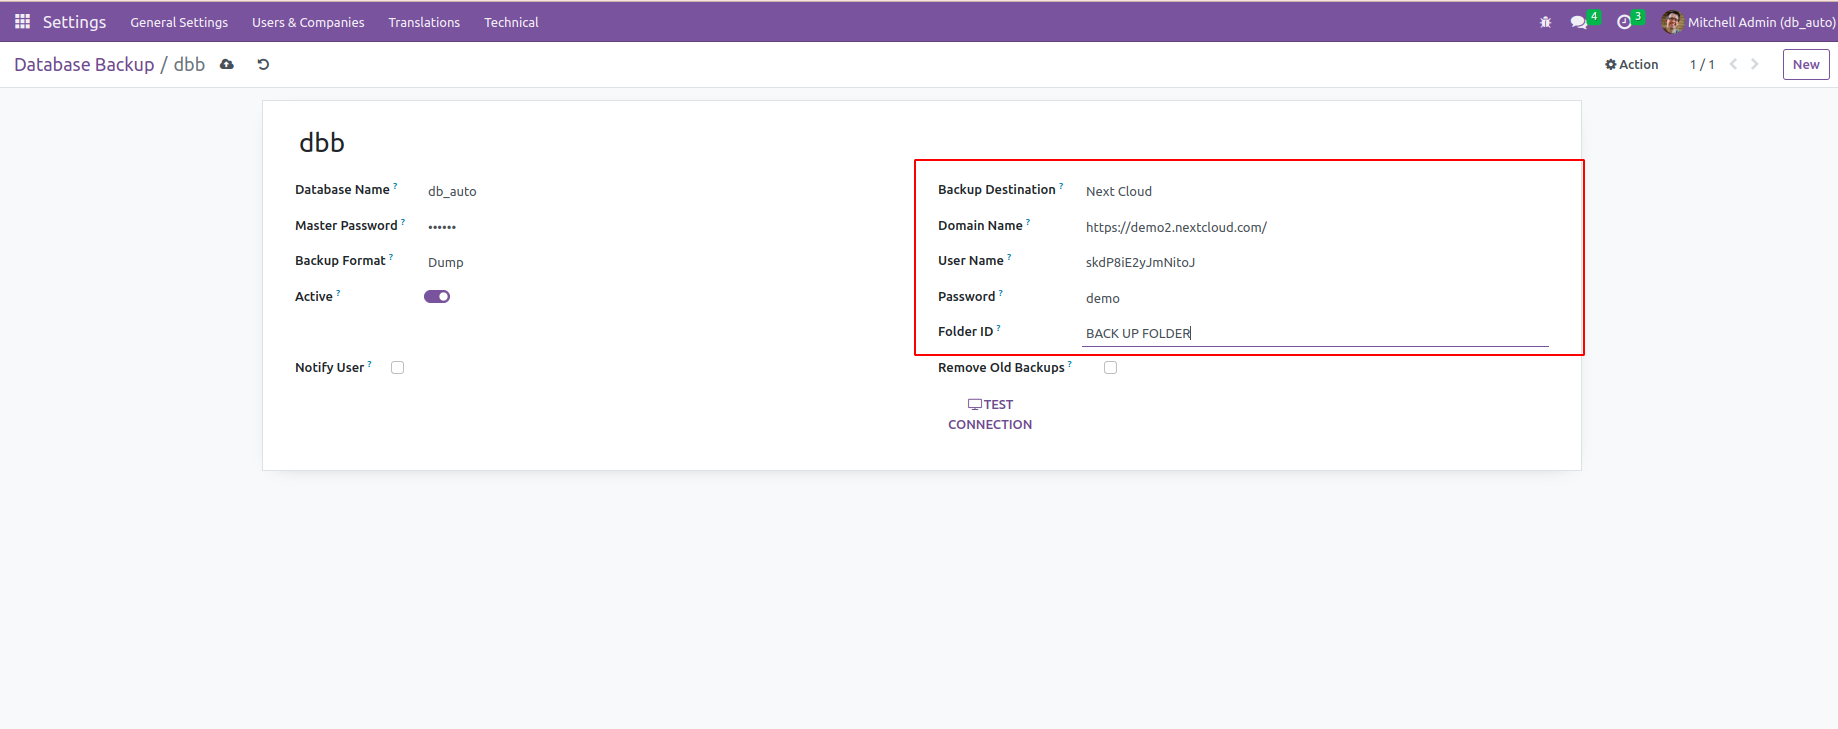 Settings General Settings Users & Companies Translations Technical 4 3 Mitchell Admin (db_auto)
Database Backup / dbb Action 1 / 1 New
dbb
Database Name ? db_auto
Master Password ? ••••••
Backup Format ? Dump
Active ?
Notify User ?
Backup Destination ? Next Cloud
Domain Name ? https://demo2.nextcloud.com/
User Name ? skdP8iE2yJmNitoJ
Password ? demo
Folder ID ? BACK UP FOLDER
Remove Old Backups ?
TEST
CONNECTION